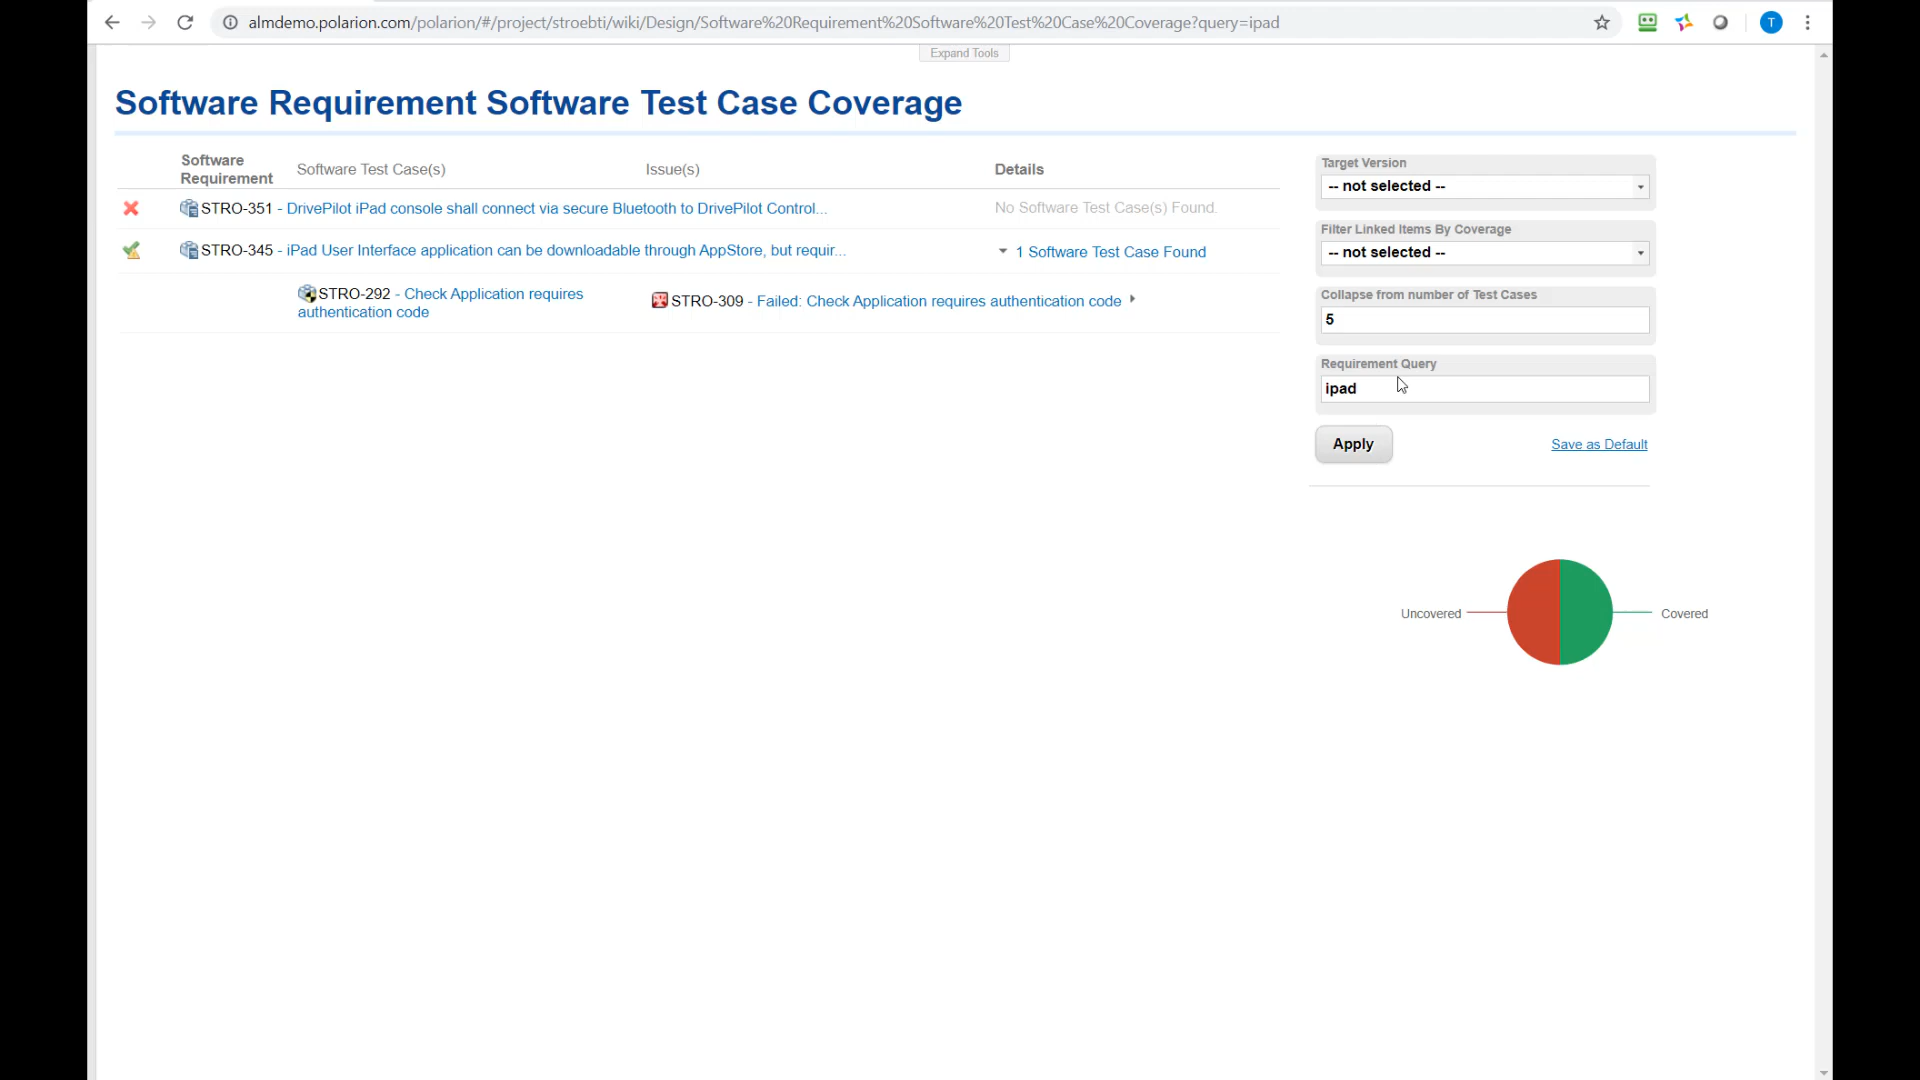 almdemo.polarion.com/polarion/#/project/stroebti/wiki/Design/Software%20Requirement%20Software%20Test%20Case%20Coverage?query=ipad
T
Expand Tools
Software Requirement Software Test Case Coverage
Software
Requirement
Software Test Case(s)
Issue(s)
Details
STRO-351 - DrivePilot iPad console shall connect via secure Bluetooth to DrivePilot Control...
No Software Test Case(s) Found.
STRO-345 - iPad User Interface application can be downloadable through AppStore, but requir...
1 Software Test Case Found
STRO-292 - Check Application requires
authentication code
STRO-309 - Failed: Check Application requires authentication code
Target Version
-- not selected --
Filter Linked Items By Coverage
-- not selected --
Collapse from number of Test Cases
5
Requirement Query
ipad
Apply
Save as Default
Uncovered
Covered